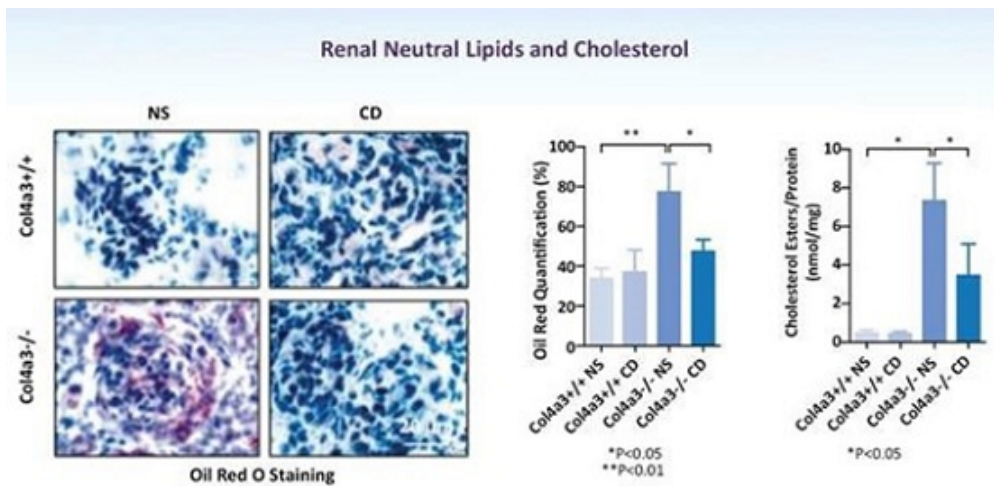 Renal Neutral Lipids and Cholesterol
NS
CD
Col4a3+/+
Col4a3-/-
Oil Red O Staining
Oil Red Quantification (%)
100
80
60
40
20
0
**
*
Col4a3+/+ NS
Col4a3+/+ CD
Col4a3-/- NS
Col4a3-/- CD
*P<0.05
**P<0.01
Cholesterol Esters/Protein
(nmol/mg)
10
8
6
4
2
0
*
*
Col4a3+/+ NS
Col4a3+/+ CD
Col4a3-/- NS
Col4a3-/- CD
*P<0.05